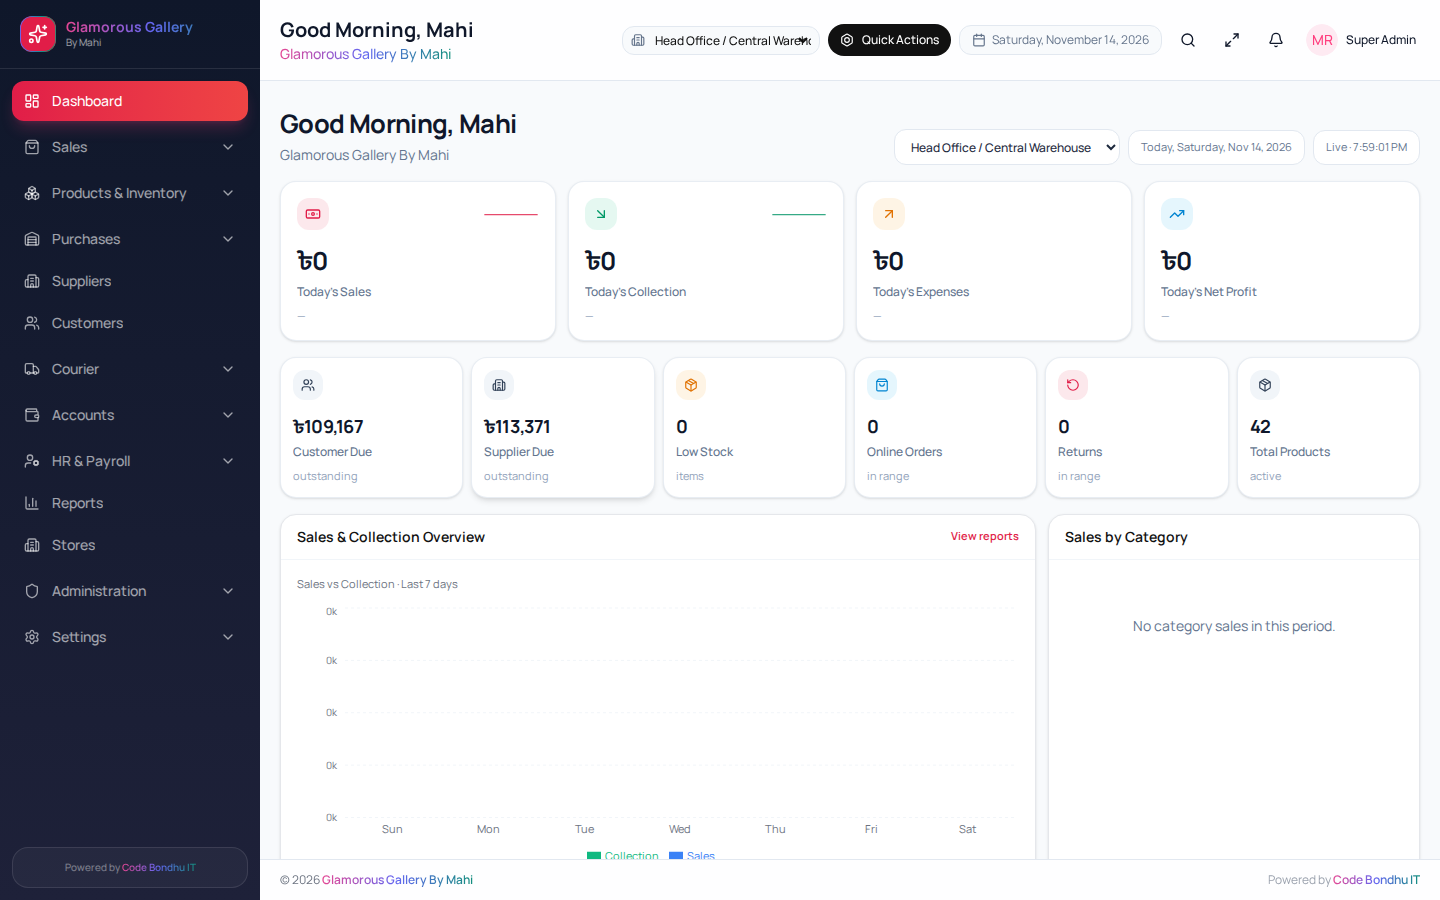 Glamorous Gallery
By Mahi
Dashboard
Sales
Products & Inventory
Purchases
Suppliers
Customers
Courier
Accounts
HR & Payroll
Reports
Stores
Administration
Settings
Powered by Code Bondhu IT
Good Morning, Mahi
Glamorous Gallery By Mahi
Head Office / Central
Quick Actions
Saturday, November 14, 2026
MR
Super Admin
Good Morning, Mahi
Glamorous Gallery By Mahi
Head Office / Central Warehouse
Today, Saturday, Nov 14, 2026
Live · 7:59:01 PM
৳0
Today's Sales
—
৳0
Today's Collection
—
৳0
Today's Expenses
—
৳0
Today's Net Profit
—
৳109,167
Customer Due
outstanding
৳113,371
Supplier Due
outstanding
0
Low Stock
items
0
Online Orders
in range
0
Returns
in range
42
Total Products
active
Sales & Collection Overview
View reports
Sales vs Collection · Last 7 days
0k
0k
0k
0k
0k
Sun Mon Tue Wed Thu Fri Sat
Collection Sales
Sales by Category
No category sales in this period.
© 2026 Glamorous Gallery By Mahi
Powered by Code Bondhu IT